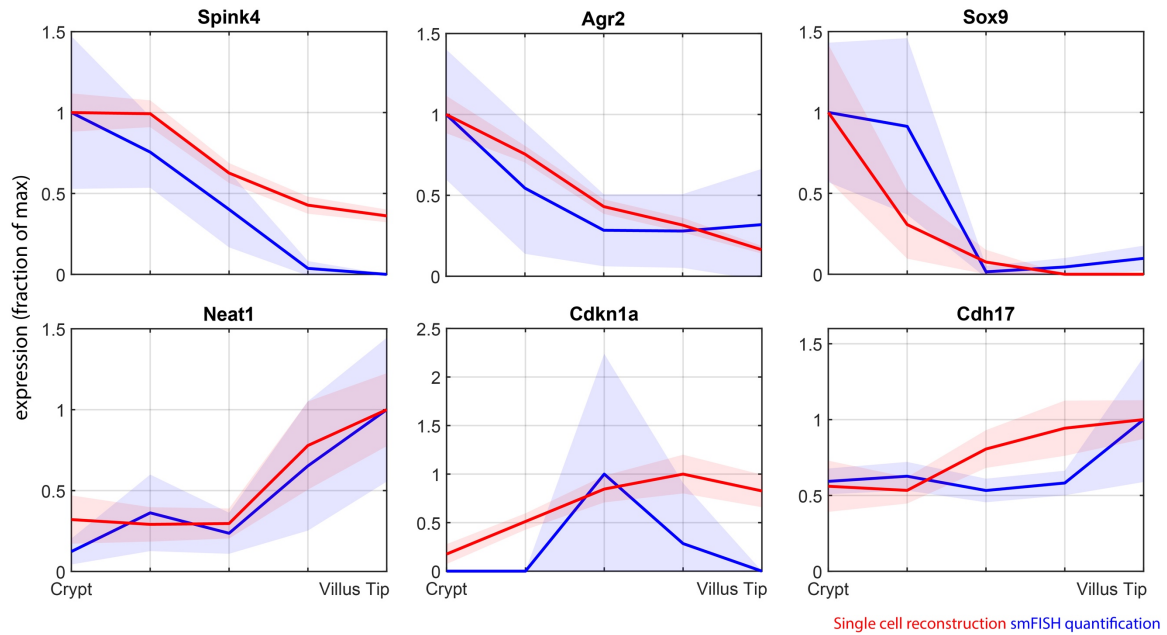 Spink4
Agr2
Sox9
1.5
1
0.5
0
1.5
1
0.5
0
1.5
1
0.5
0
expression (fraction of max)
Neat1
Cdkn1a
Cdh17
1.5
1
0.5
0
2.5
2
1.5
1
0.5
0
1.5
1
0.5
0
Crypt Villus Tip
Crypt Villus Tip
Crypt Villus Tip
Single cell reconstruction smFISH quantification